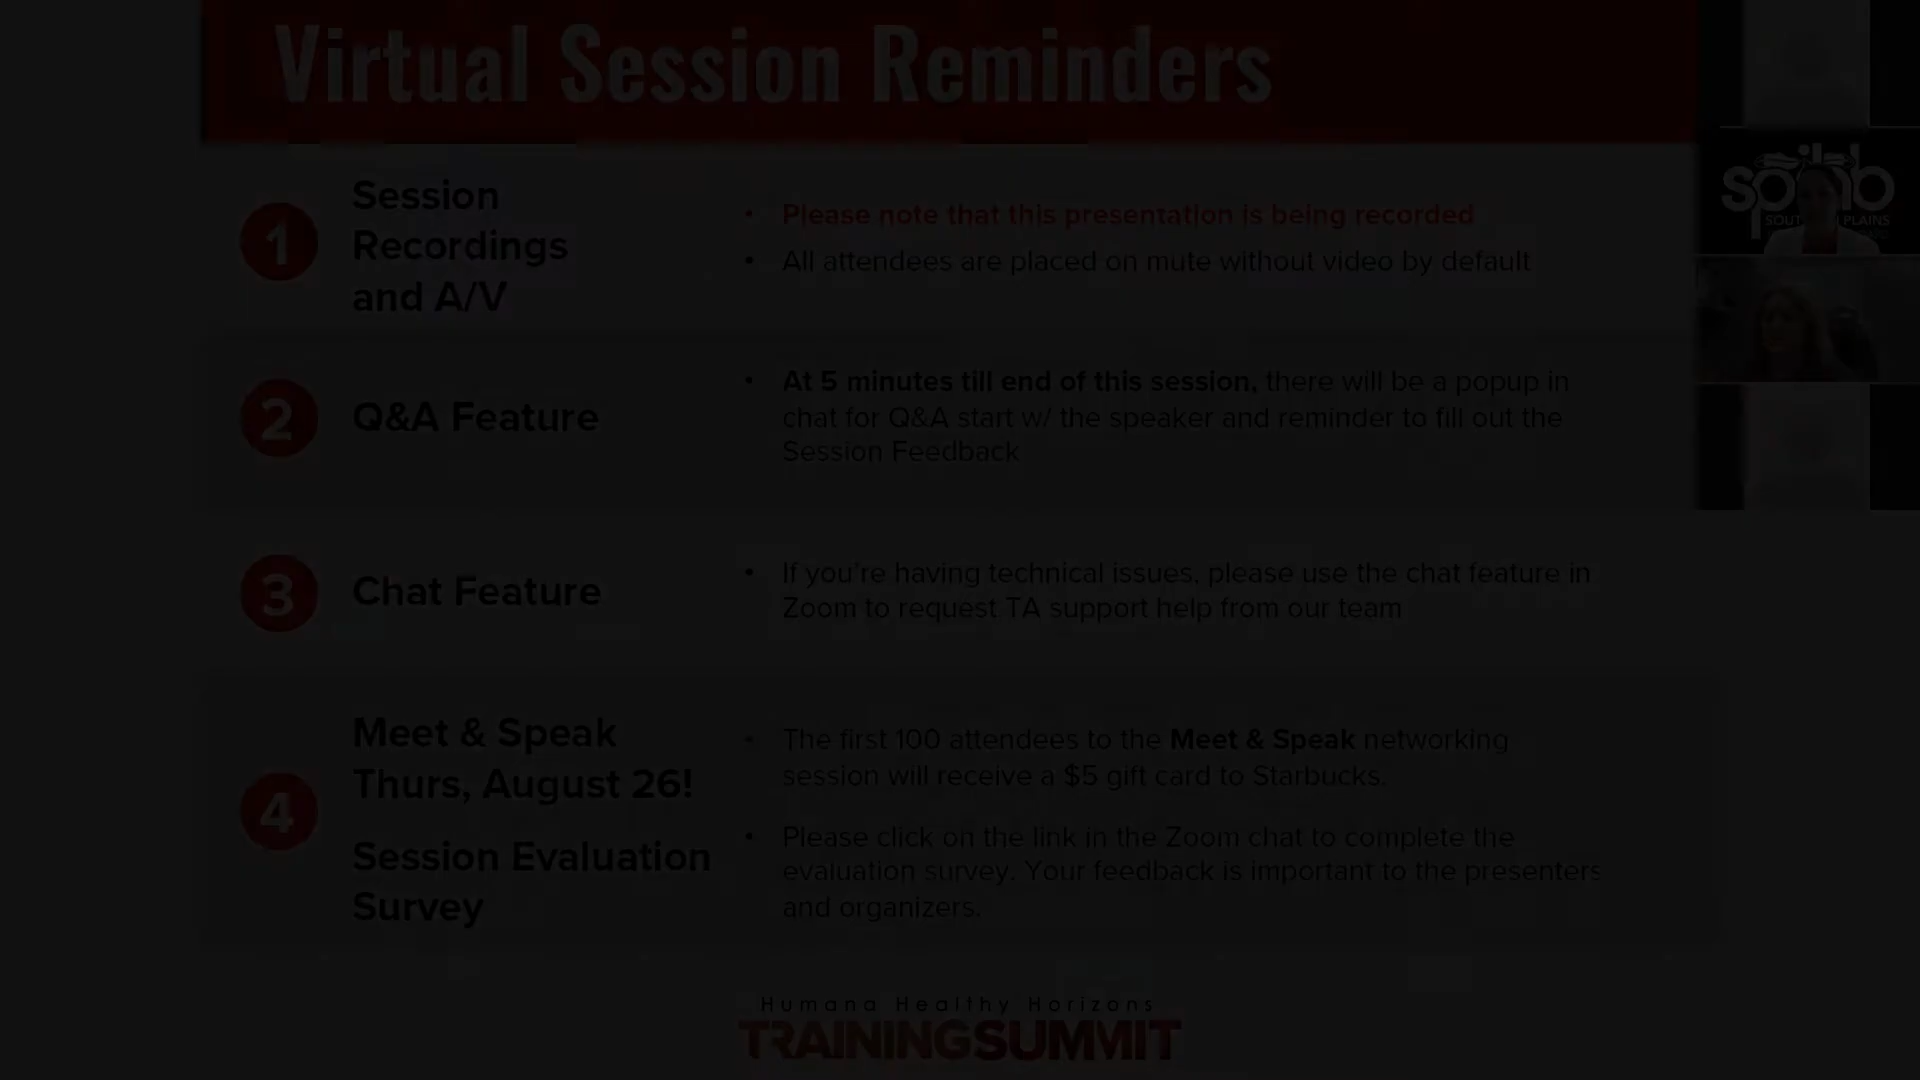 Virtual Session Reminders
1
Session
Recordings
and A/V
• Please note that this presentation is being recorded
• All attendees are placed on mute without video by default
2
Q&A Feature
• At 5 minutes till end of this session, there will be a popup in
chat for Q&A start w/ the speaker and reminder to fill out the
Session Feedback
3
Chat Feature
• If you're having technical issues, please use the chat feature in
Zoom to request TA support help from our team
4
Meet & Speak
Thurs, August 26!
Session Evaluation
Survey
• The first 100 attendees to the Meet & Speak networking
session will receive a $5 gift card to Starbucks.
• Please click on the link in the Zoom chat to complete the
evaluation survey. Your feedback is important to the presenters
and organizers.
Humana Healthy Horizons
TRAININGSUMMIT
PLAINS